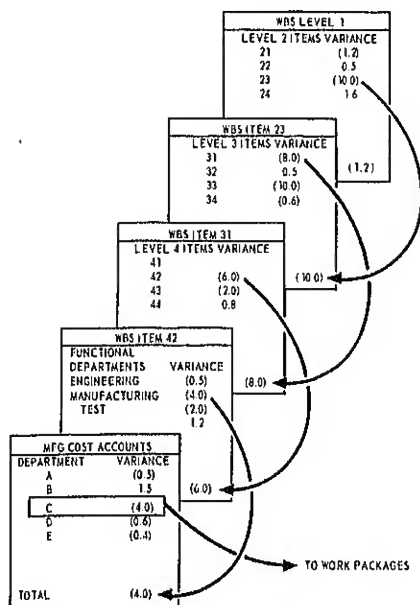 WBS LEVEL 1
LEVEL 2 ITEMS VARIANCE
21 (1.2)
22 0.5
23 (10.0)
24 1.6
(1.2)
WBS ITEM 23
LEVEL 3 ITEMS VARIANCE
31 (8.0)
32 0.5
33 (10.0)
34 (0.6)
(10.0)
WBS ITEM 31
LEVEL 4 ITEMS VARIANCE
41
42 (6.0)
43 (2.0)
44 0.8
(8.0)
WBS ITEM 42
FUNCTIONAL
DEPARTMENTS VARIANCE
ENGINEERING (0.5)
MANUFACTURING (4.0)
TEST (2.0)
1.2
(6.0)
MFG COST ACCOUNTS
DEPARTMENT VARIANCE
A (0.5)
B 1.5
C (4.0)
D (0.6)
E (0.4)
TOTAL (4.0)
TO WORK PACKAGES